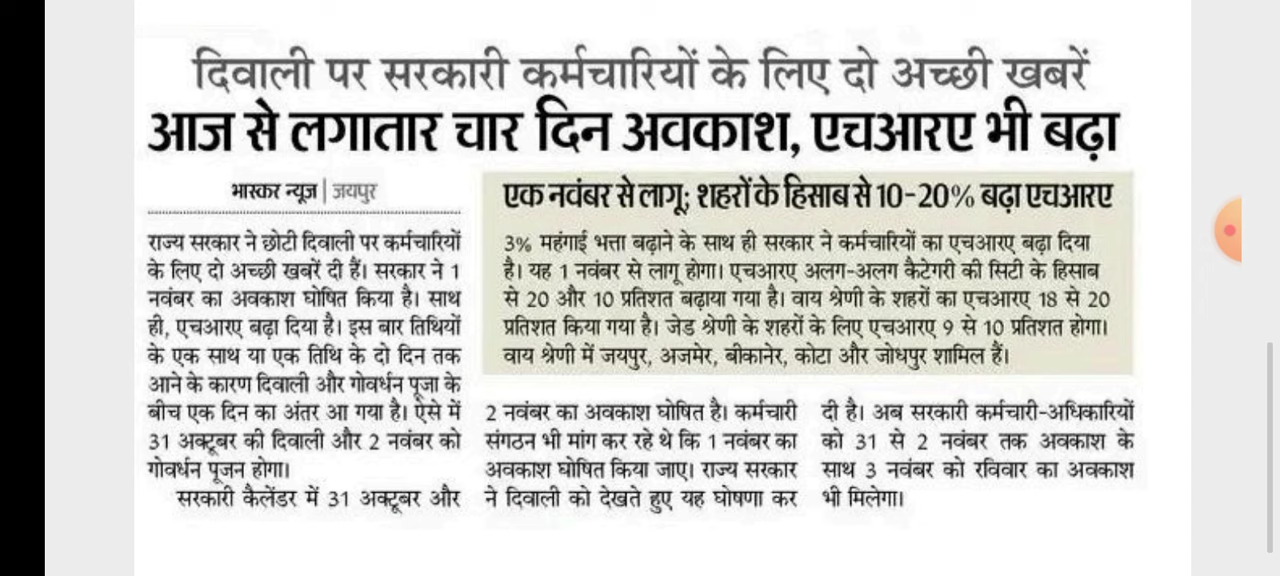 दिवाली पर सरकारी कर्मचारियों के लिए दो अच्छी खबरें
आज से लगातार चार दिन अवकाश, एचआरए भी बढ़ा
भास्कर न्यूज | जयपुर
राज्य सरकार ने छोटी दिवाली पर कर्मचारियों
के लिए दो अच्छी खबरें दी हैं। सरकार ने 1
नवंबर का अवकाश घोषित किया है। साथ
ही, एचआरए बढ़ा दिया है। इस बार तिथियों
के एक साथ या एक तिथि के दो दिन तक
आने के कारण दिवाली और गोवर्धन पूजा के
बीच एक दिन का अंतर आ गया है। ऐसे में
31 अक्टूबर की दिवाली और 2 नवंबर को
गोवर्धन पूजन होगा।
सरकारी कैलेंडर में 31 अक्टूबर और
एक नवंबर से लागू; शहरों के हिसाब से 10-20% बढ़ा एचआरए
3% महंगाई भत्ता बढ़ाने के साथ ही सरकार ने कर्मचारियों का एचआरए बढ़ा दिया
है। यह 1 नवंबर से लागू होगा। एचआरए अलग-अलग कैटेगरी की सिटी के हिसाब
से 20 और 10 प्रतिशत बढ़ाया गया है। वाय श्रेणी के शहरों का एचआरए 18 से 20
प्रतिशत किया गया है। जेड श्रेणी के शहरों के लिए एचआरए 9 से 10 प्रतिशत होगा।
वाय श्रेणी में जयपुर, अजमेर, बीकानेर, कोटा और जोधपुर शामिल हैं।
2 नवंबर का अवकाश घोषित है। कर्मचारी
संगठन भी मांग कर रहे थे कि 1 नवंबर का
अवकाश घोषित किया जाए। राज्य सरकार
ने दिवाली को देखते हुए यह घोषणा कर
दी है। अब सरकारी कर्मचारी-अधिकारियों
को 31 से 2 नवंबर तक अवकाश के
साथ 3 नवंबर को रविवार का अवकाश
भी मिलेगा।